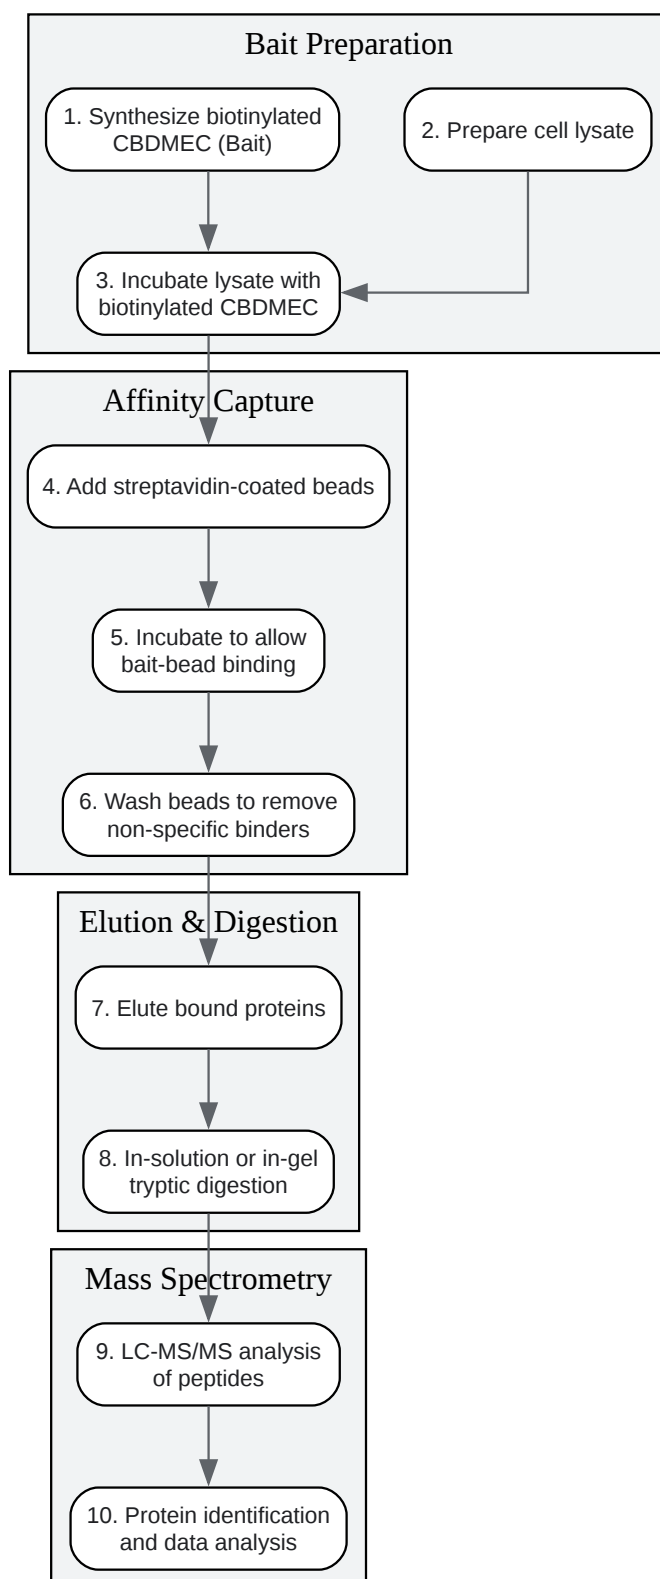 Bait Preparation
1. Synthesize biotinylated
CBDMEC (Bait)
2. Prepare cell lysate
3. Incubate lysate with
biotinylated CBDMEC
Affinity Capture
4. Add streptavidin-coated beads
5. Incubate to allow
bait-bead binding
6. Wash beads to remove
non-specific binders
Elution & Digestion
7. Elute bound proteins
8. In-solution or in-gel
tryptic digestion
Mass Spectrometry
9. LC-MS/MS analysis
of peptides
10. Protein identification
and data analysis